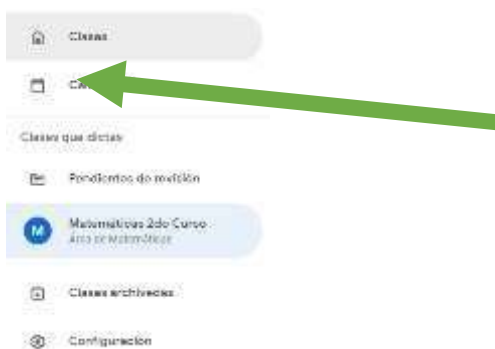 Clases
Clases que dictas
Pendientes de revisión
M
Matemáticas 2do Curso
Área de Matemáticas
Clases archivadas
Configuración